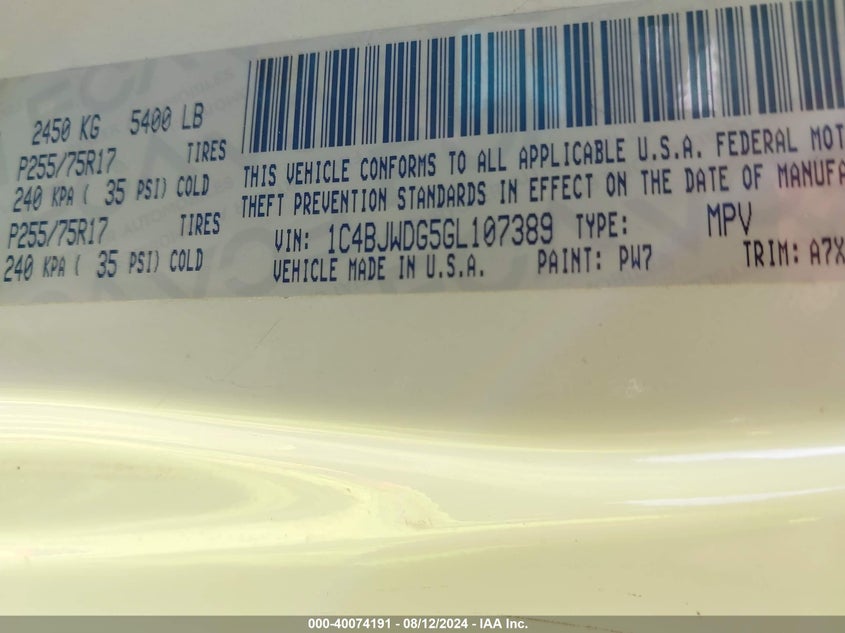 2450 KG 5400 LB
P255/75R17 TIRES
240 KPA ( 35 PSI) COLD
P255/75R17 TIRES
240 KPA ( 35 PSI) COLD
THIS VEHICLE CONFORMS TO ALL APPLICABLE U.S.A. FEDERAL MOT
THEFT PREVENTION STANDARDS IN EFFECT ON THE DATE OF MANUFA
VIN: 1C4BJWDG5GL107389 TYPE: MPV
VEHICLE MADE IN U.S.A. PAINT: PW7 TRIM: A7X
000-40074191 - 08/12/2024 - IAA Inc.